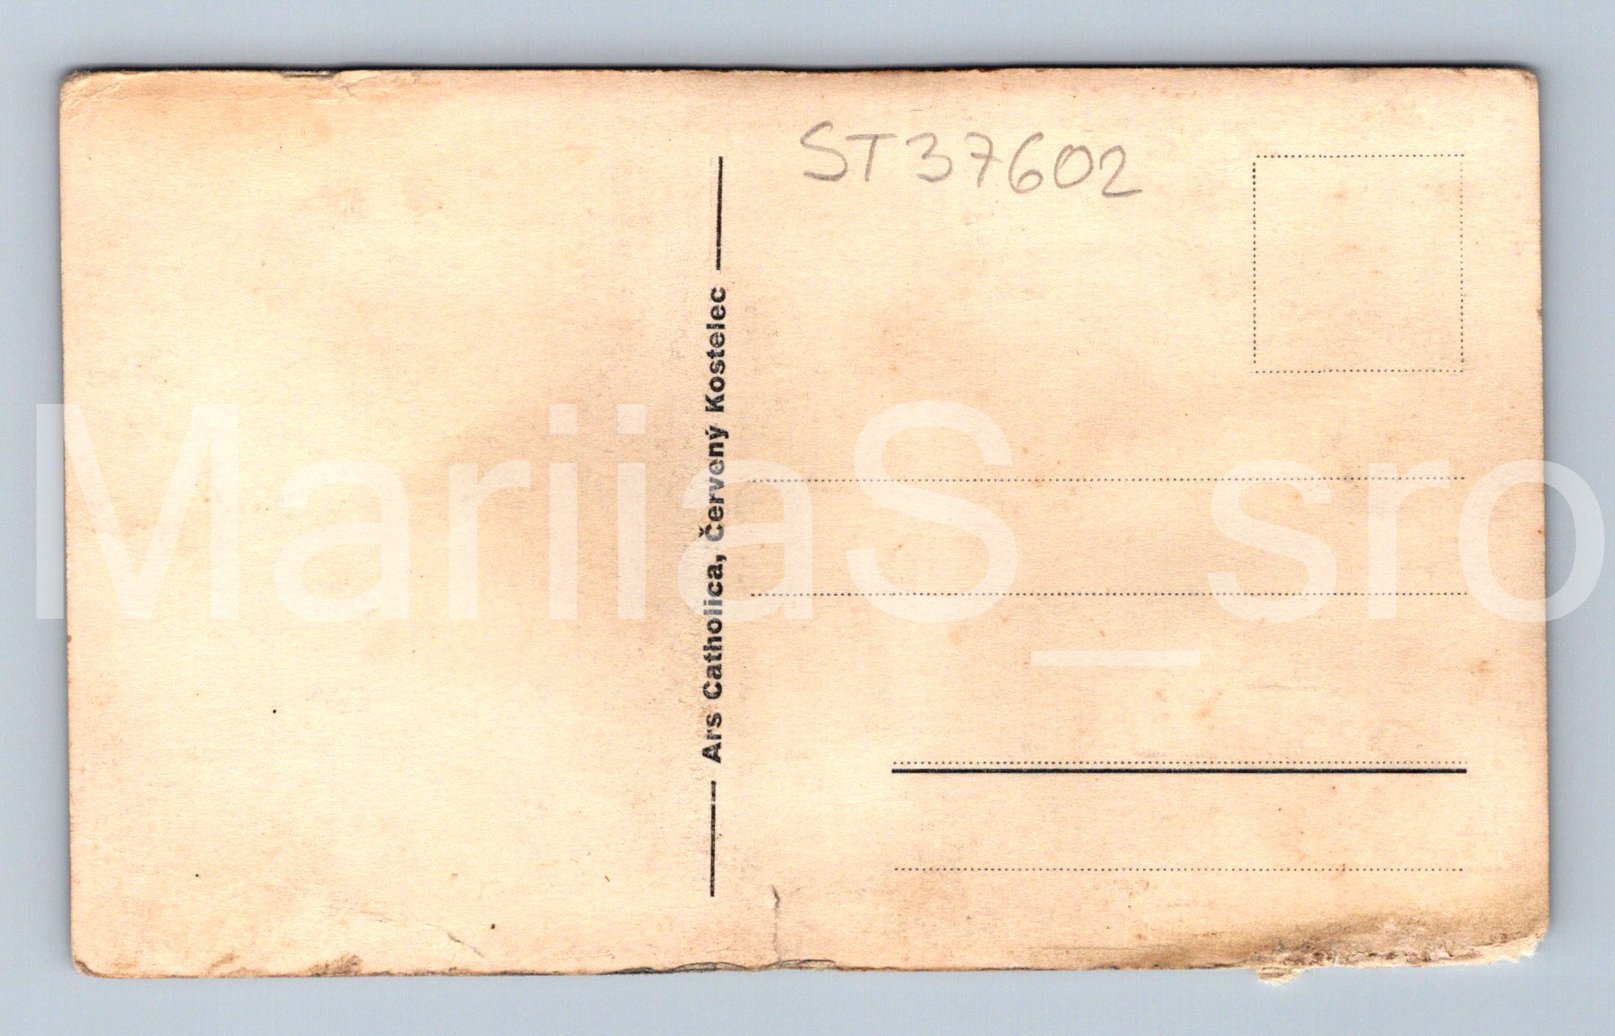 ST37602
Ars Catholica, Červený Kostelec
MariiaS_sro